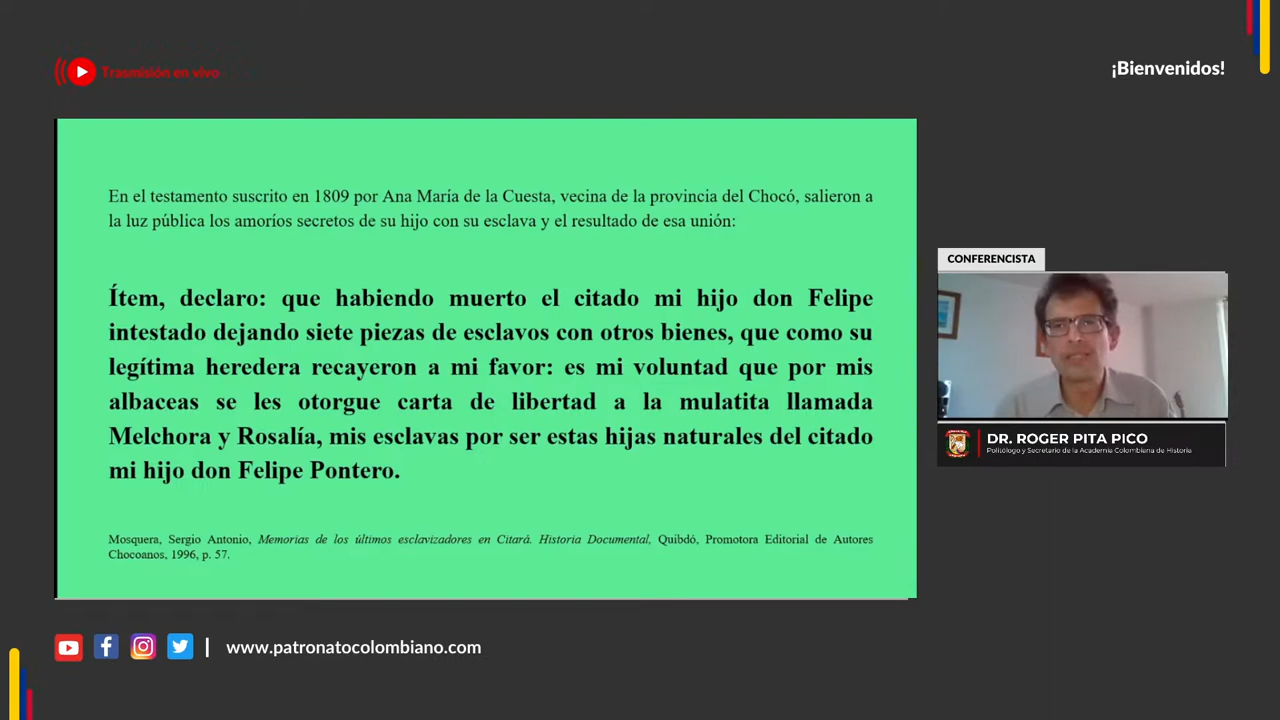 Trasmisión en vivo
¡Bienvenidos!
En el testamento suscrito en 1809 por Ana María de la Cuesta, vecina de la provincia del Chocó, salieron a
la luz pública los amoríos secretos de su hijo con su esclava y el resultado de esa unión:
Ítem, declaro: que habiendo muerto el citado mi hijo don Felipe
intestado dejando siete piezas de esclavos con otros bienes, que como su
legítima heredera recayeron a mi favor: es mi voluntad que por mis
albaceas se les otorgue carta de libertad a la mulatita llamada
Melchora y Rosalía, mis esclavas por ser estas hijas naturales del citado
mi hijo don Felipe Pontero.
Mosquera, Sergio Antonio, Memorias de los últimos esclavizadores en Citará. Historia Documental, Quibdó, Promotora Editorial de Autores
Chocoanos, 1996, p. 57.
CONFERENCISTA
DR. ROGER PITA PICO
Politólogo y Secretario de la Academia Colombiana de Historia
www.patronatocolombiano.com